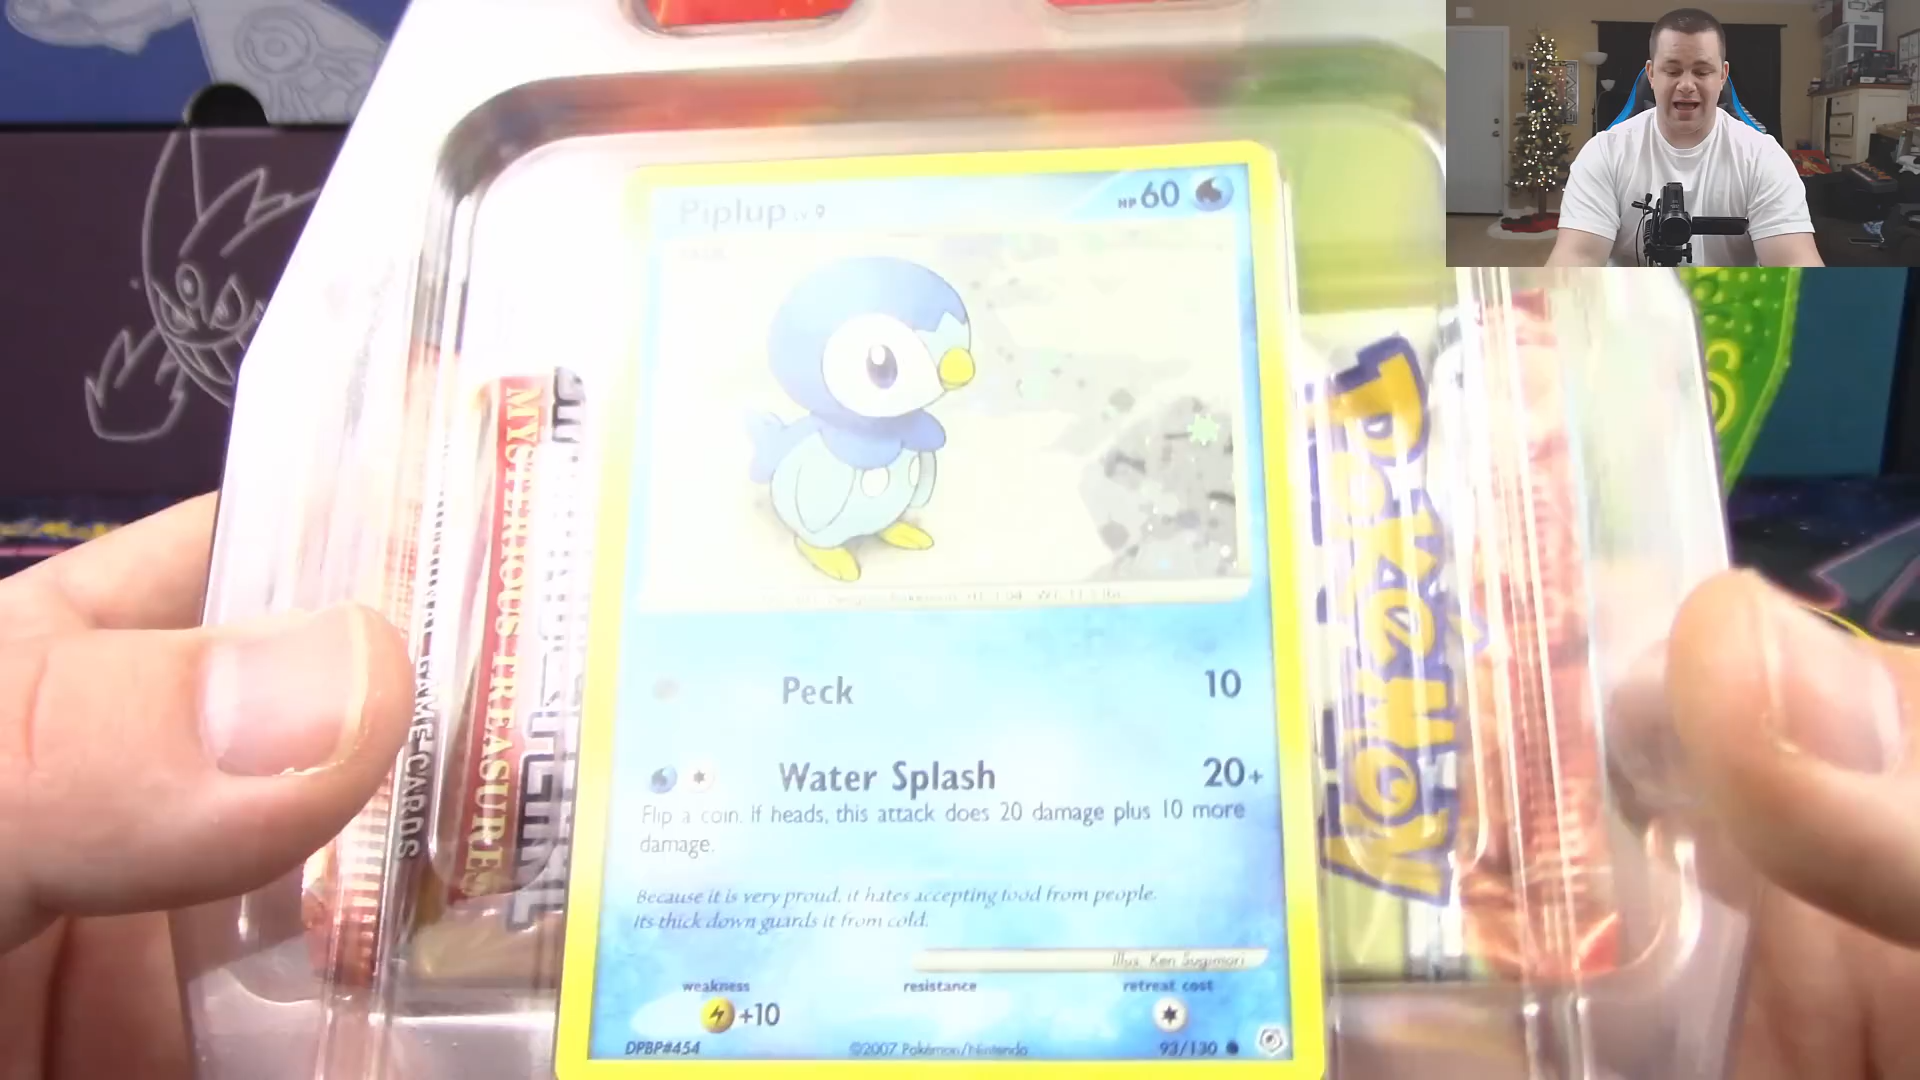 Piplup LV.9
HP 60
Peck 10
Water Splash 20+
Flip a coin. If heads, this attack does 20 damage plus 10 more
damage.
Because it is very proud, it hates accepting food from people.
Its thick down guards it from cold.
Illus. Ken Sugimori
weakness resistance retreat cost
+10
DPBP#454 ©2007 Pokémon/Nintendo 93/130
MYSTERIOUS TREASURES
GAME CARDS
Pokémon